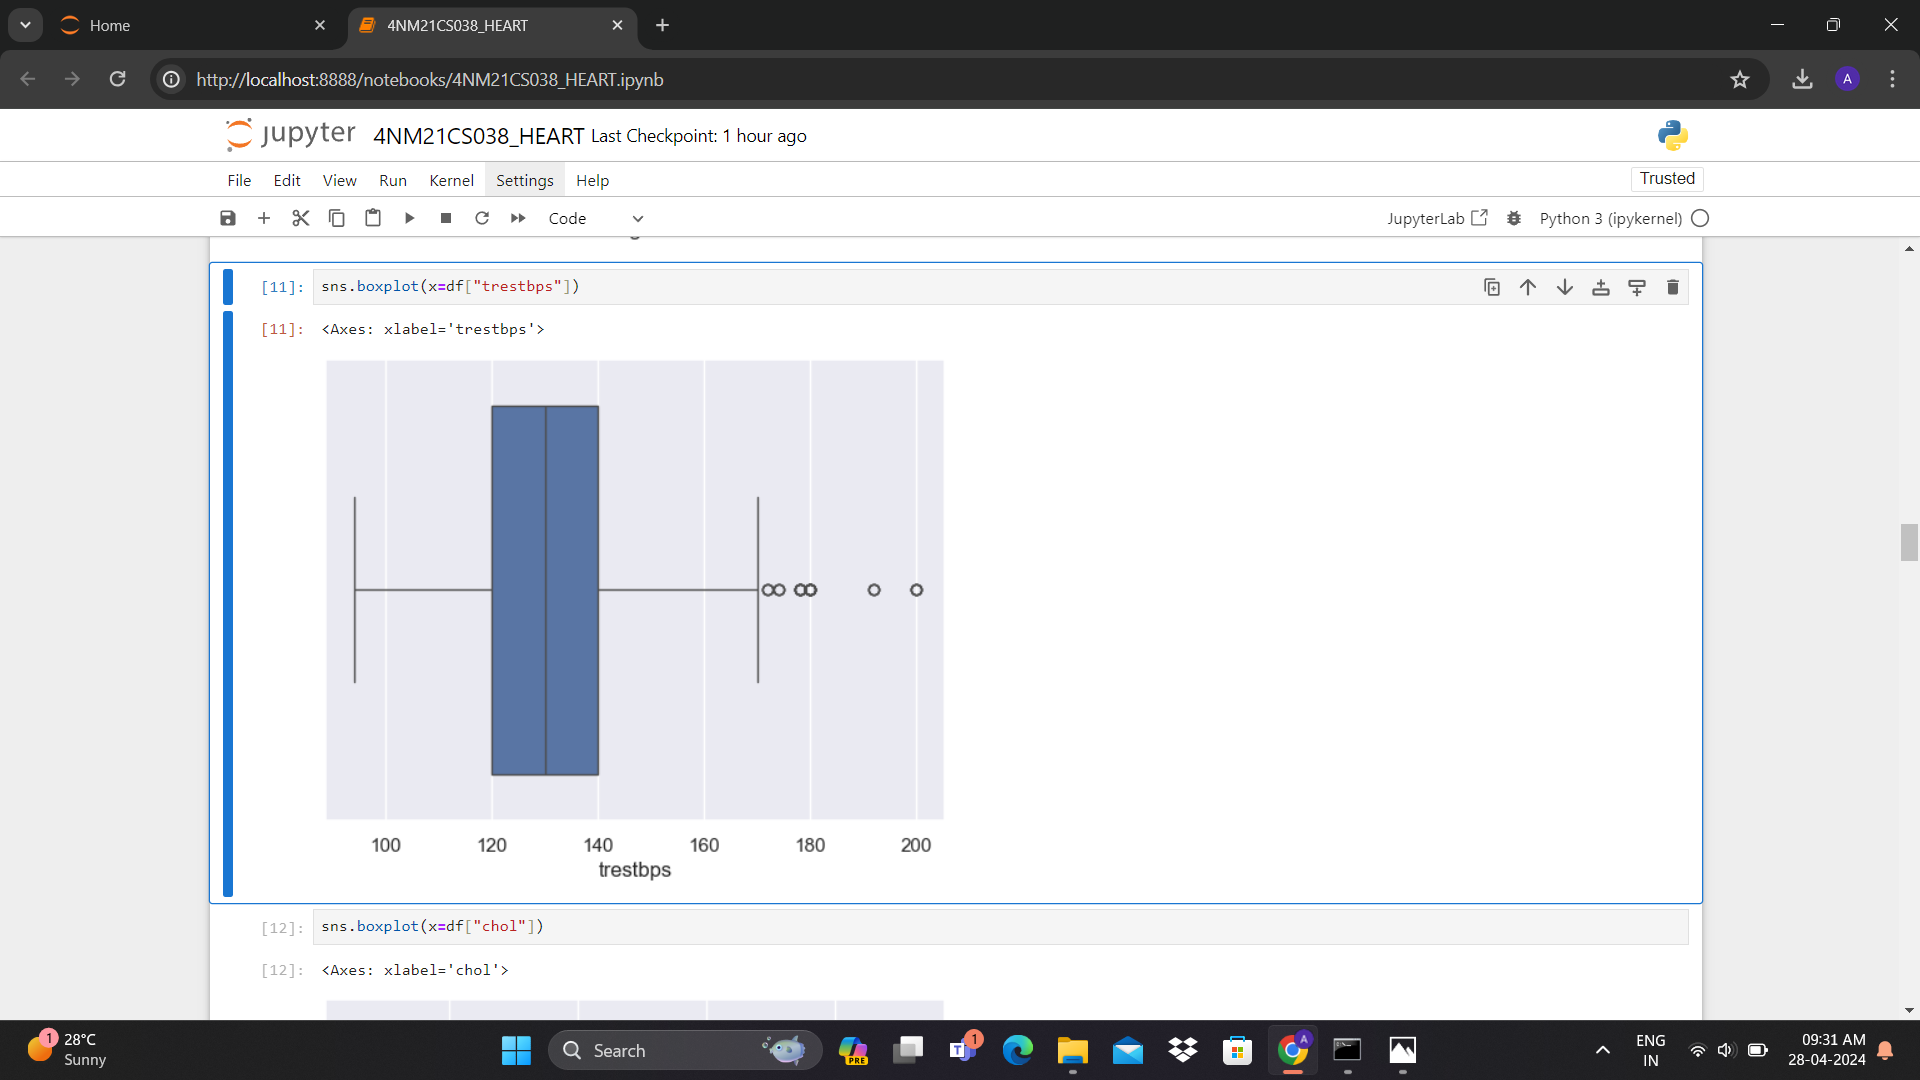 Home
4NM21CS038_HEART
http://localhost:8888/notebooks/4NM21CS038_HEART.ipynb
A
jupyter 4NM21CS038_HEART Last Checkpoint: 1 hour ago
File Edit View Run Kernel Settings Help
Trusted
Code
JupyterLab
Python 3 (ipykernel)
[11]: sns.boxplot(x=df["trestbps"])
[11]: <Axes: xlabel='trestbps'>
100 120 140 160 180 200
trestbps
[12]: sns.boxplot(x=df["chol"])
[12]: <Axes: xlabel='chol'>
1
28°C
Sunny
Search
PRE
T
1
A
ENG
IN
09:31 AM
28-04-2024